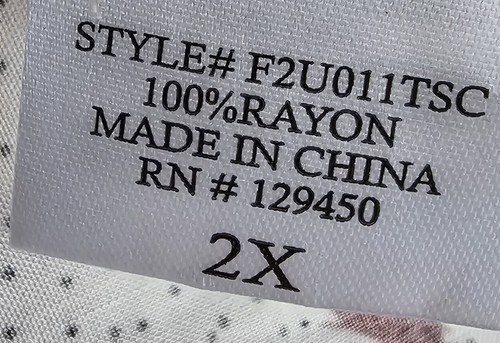 STYLE# F2U011TSC
100%RAYON
MADE IN CHINA
RN # 129450
2X